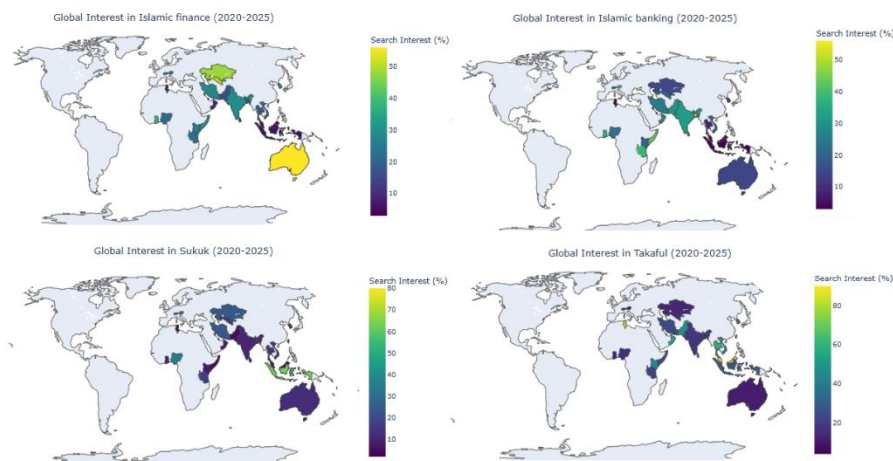 Global Interest in Islamic finance (2020-2025)
Search Interest (%)
50
40
30
20
10
Global Interest in Islamic banking (2020-2025)
Search Interest (%)
50
40
30
20
10
Global Interest in Sukuk (2020-2025)
Search Interest (%)
80
70
60
50
40
30
20
10
Global Interest in Takaful (2020-2025)
Search Interest (%)
80
60
40
20